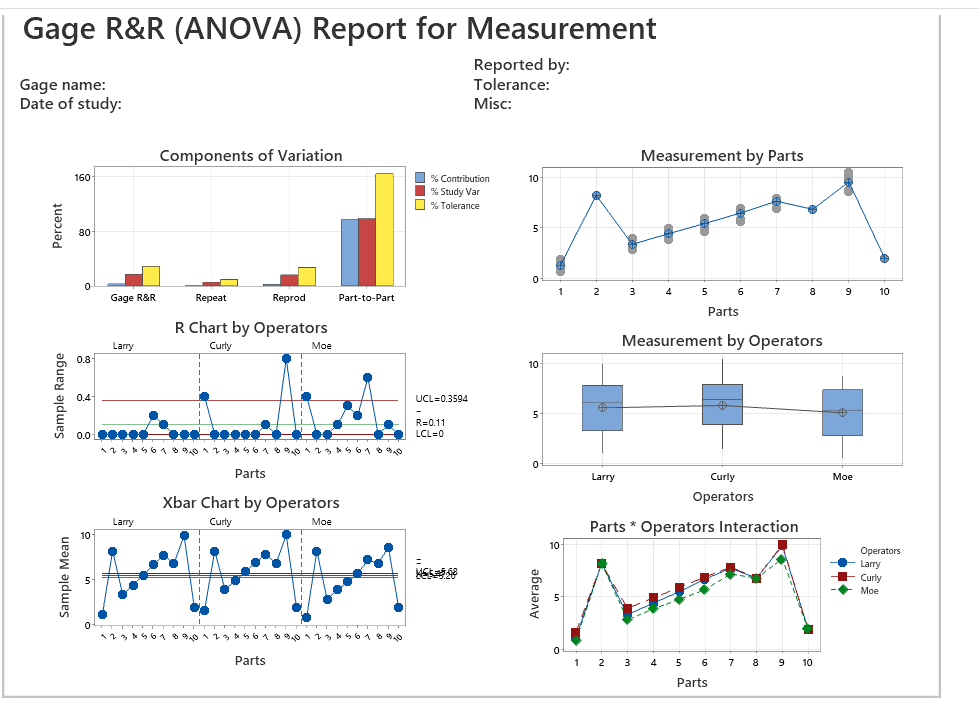 Gage R&R (ANOVA) Report for Measurement
Reported by:
Gage name:
Tolerance:
Date of study:
Misc:
Components of Variation
160
80
0
Percent
Gage R&R Repeat Reprod Part-to-Part
% Contribution
% Study Var
% Tolerance
Measurement by Parts
10
5
0
1 2 3 4 5 6 7 8 9 10
Parts
R Chart by Operators
Larry Curly Moe
0.8
0.4
0.0
Sample Range
UCL=0.3594
R=0.11
LCL=0
1 2 3 4 5 6 7 8 9 10 1 2 3 4 5 6 7 8 9 10 1 2 3 4 5 6 7 8 9 10
Parts
Measurement by Operators
10
5
0
Larry Curly Moe
Operators
Xbar Chart by Operators
Larry Curly Moe
10
5
0
Sample Mean
1 2 3 4 5 6 7 8 9 10 1 2 3 4 5 6 7 8 9 10 1 2 3 4 5 6 7 8 9 10
Parts
Parts * Operators Interaction
10
5
0
Average
1 2 3 4 5 6 7 8 9 10
Parts
Operators
Larry
Curly
Moe